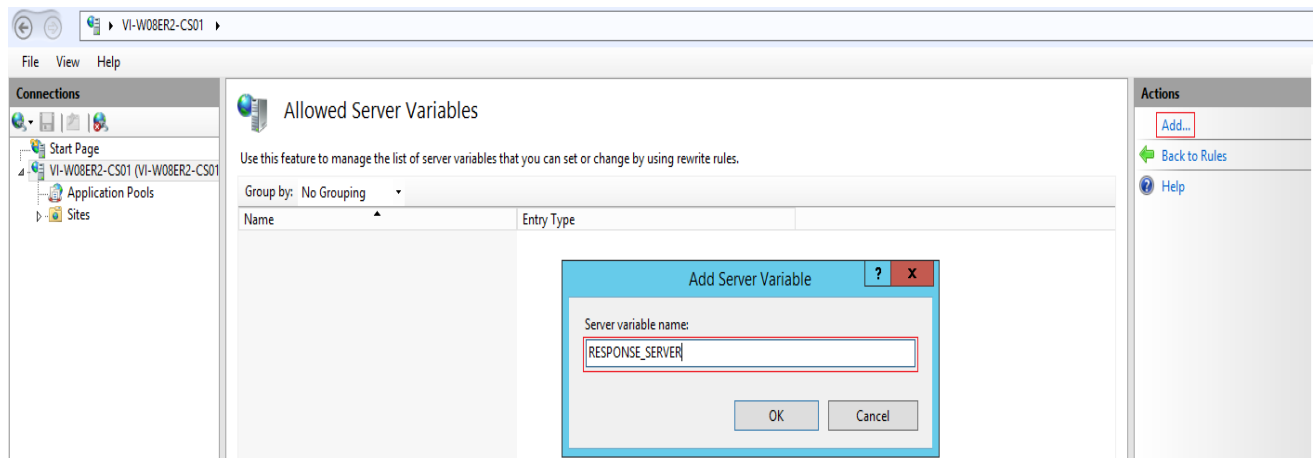 VI-W08ER2-CS01
File View Help
Connections
Start Page
VI-W08ER2-CS01 (VI-W08ER2-CS01
Application Pools
Sites
Allowed Server Variables
Use this feature to manage the list of server variables that you can set or change by using rewrite rules.
Group by: No Grouping
Name Entry Type
Add Server Variable ? x
Server variable name:
RESPONSE_SERVER
OK Cancel
Actions
Add...
Back to Rules
Help